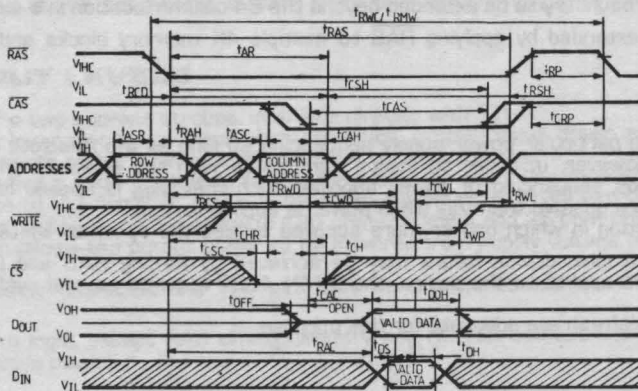 tRWC/ tRMW
tRAS
RAS
VIHC
VIL
tAR
tRP
tRCD
tCSH
tRSH
CAS
VIHC
VIL
tCAS
tCRP
tASR
tRAH
tASC
tCAH
ADDRESSES
VIH
VIL
ROW ADDRESS
COLUMN ADDRESS
tRWD
tCWL
tRWL
tRCS
tCWD
WRITE
VIHC
VIL
tWP
tCHR
tCSC
tCH
CS
VIH
VIL
tCAC
tOFF
OPEN
tDOH
DOUT
VOH
VOL
VALID DATA
tRAC
tDS
tDH
DIN
VIH
VIL
VALID DATA